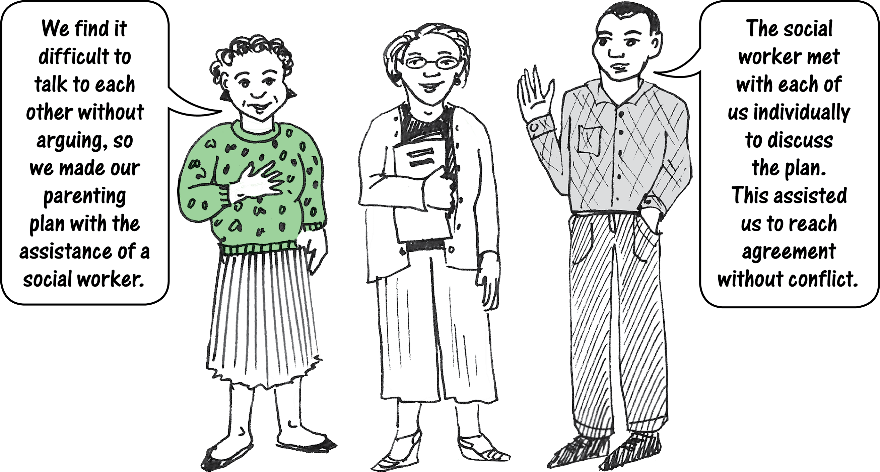 We find it
difficult to
talk to each
other without
arguing, so
we made our
parenting
plan with the
assistance of a
social worker.
The social
worker met
with each of
us individually
to discuss
the plan.
This assisted
us to reach
agreement
without conflict.